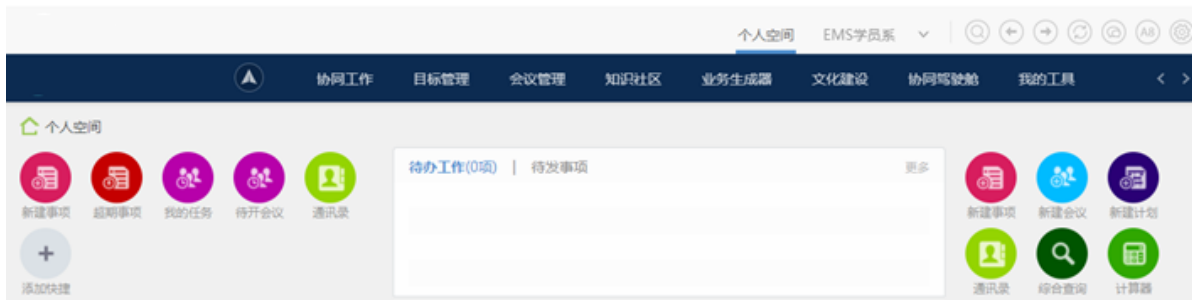 个人空间 EMS学员系
A8
协同工作 目标管理 会议管理 知识社区 业务生成器 文化建设 协同驾驶舱 我的工具
个人空间
待办工作(0项) | 待发事项 更多
新建事项 超期事项 我的任务 待开会议 通讯录
新建事项 新建会议 新建计划
添加快捷
通讯录 综合查询 计算器